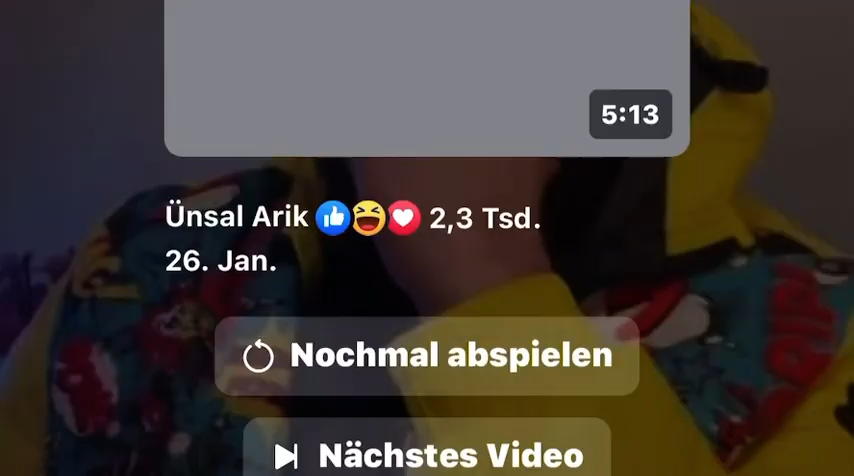 5:13
Ünsal Arik 2,3 Tsd.
26. Jan.
Nochmal abspielen
Nächstes Video